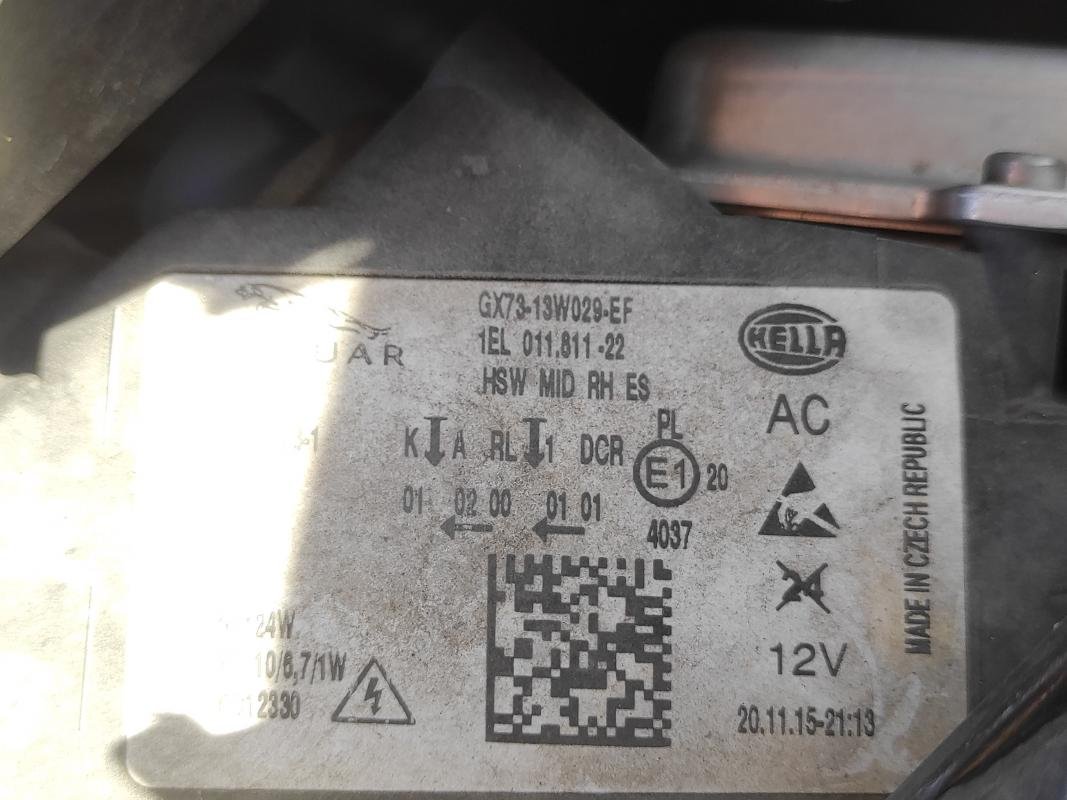 GX73-13W029-EF
1EL 011.811-22
HSW MID RH ES
UAR
HELLA
AC
K A RL 1 DCR PL
E1 20
01 02 00 01 01
4037
24
12V
24W
10/6,7/1W
12330
20.11.15-21:13
MADE IN CZECH REPUBLIC